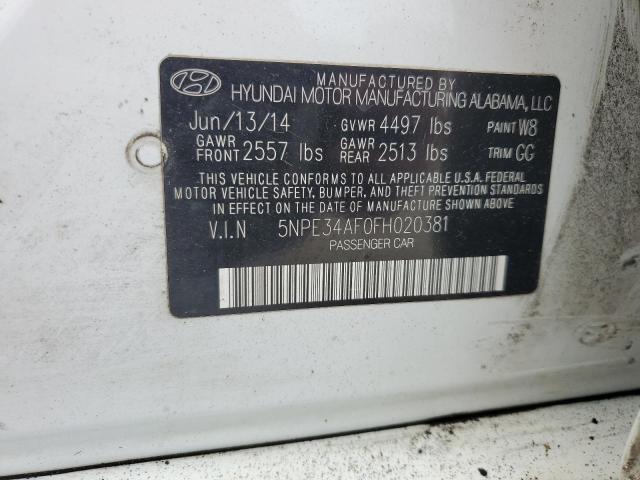 MANUFACTURED BY
HYUNDAI MOTOR MANUFACTURING ALABAMA, LLC
Jun/13/14 GVWR 4497 lbs PAINT W8
GAWR FRONT 2557 lbs GAWR REAR 2513 lbs TRIM GG
THIS VEHICLE CONFORMS TO ALL APPLICABLE U.S.A. FEDERAL
MOTOR VEHICLE SAFETY, BUMPER, AND THEFT PREVENTION STANDARDS
IN EFFECT ON THE DATE OF MANUFACTURE SHOWN ABOVE.
V.I.N 5NPE34AF0FH020381
PASSENGER CAR